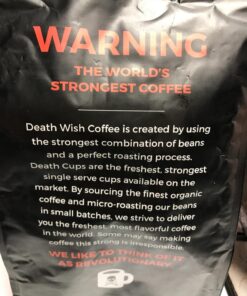 WARNING
THE WORLD'S
STRONGEST COFFEE
Death Wish Coffee is created by using
the strongest combination of beans
and a perfect roasting process.
Death Cups are the freshest, strongest
single serve cups available on the
market. By sourcing the finest organic
coffee and micro-roasting our beans
in small batches, we strive to deliver
you the freshest, most flavorful coffee
in the world. Some may say making
coffee this strong is irresponsible.
WE LIKE TO THINK OF IT
AS REVOLUTIONARY.